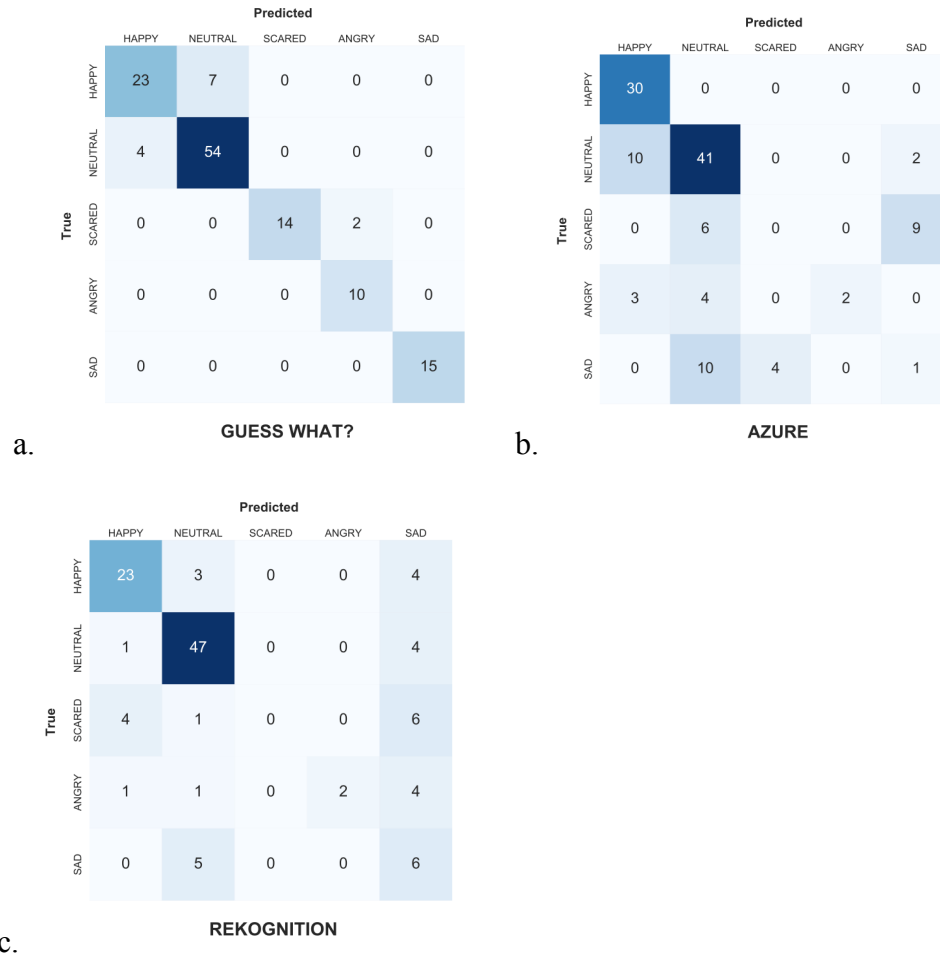 Predicted
HAPPY NEUTRAL SCARED ANGRY SAD
True
HAPPY 23 7 0 0 0
NEUTRAL 4 54 0 0 0
SCARED 0 0 14 2 0
ANGRY 0 0 0 10 0
SAD 0 0 0 0 15
a.
GUESS WHAT?
Predicted
HAPPY NEUTRAL SCARED ANGRY SAD
True
HAPPY 30 0 0 0 0
NEUTRAL 10 41 0 0 2
SCARED 0 6 0 0 9
ANGRY 3 4 0 2 0
SAD 0 10 4 0 1
b.
AZURE
Predicted
HAPPY NEUTRAL SCARED ANGRY SAD
True
HAPPY 23 3 0 0 4
NEUTRAL 1 47 0 0 4
SCARED 4 1 0 0 6
ANGRY 1 1 0 2 4
SAD 0 5 0 0 6
c.
REKOGNITION